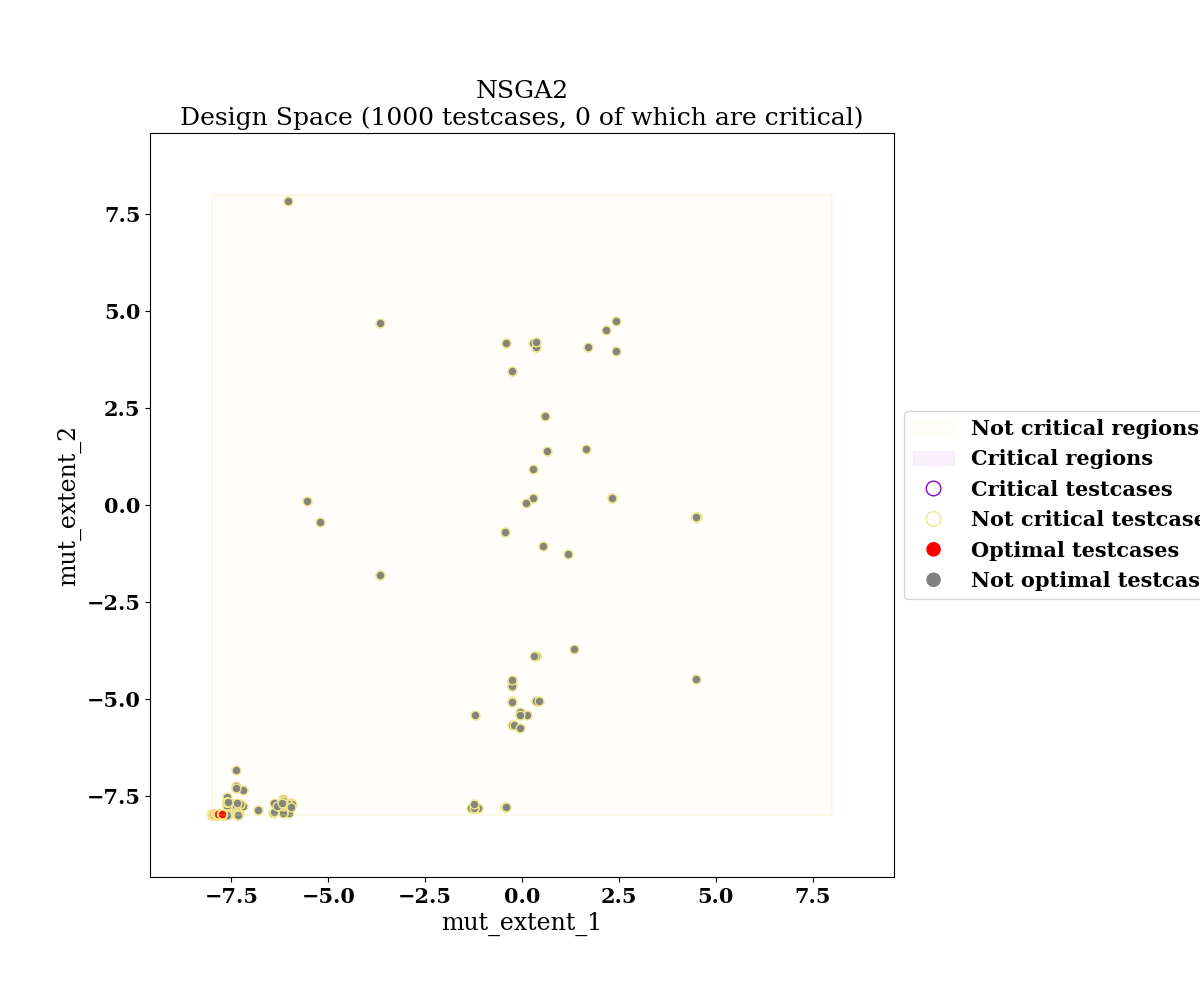 NSGA2
Design Space (1000 testcases, 0 of which are critical)
7.5
5.0
2.5
0.0
−2.5
−5.0
−7.5
mut_extent_2
−7.5 −5.0 −2.5 0.0 2.5 5.0 7.5
mut_extent_1
Not critical regions
Critical regions
Critical testcases
Not critical testcase
Optimal testcases
Not optimal testcas